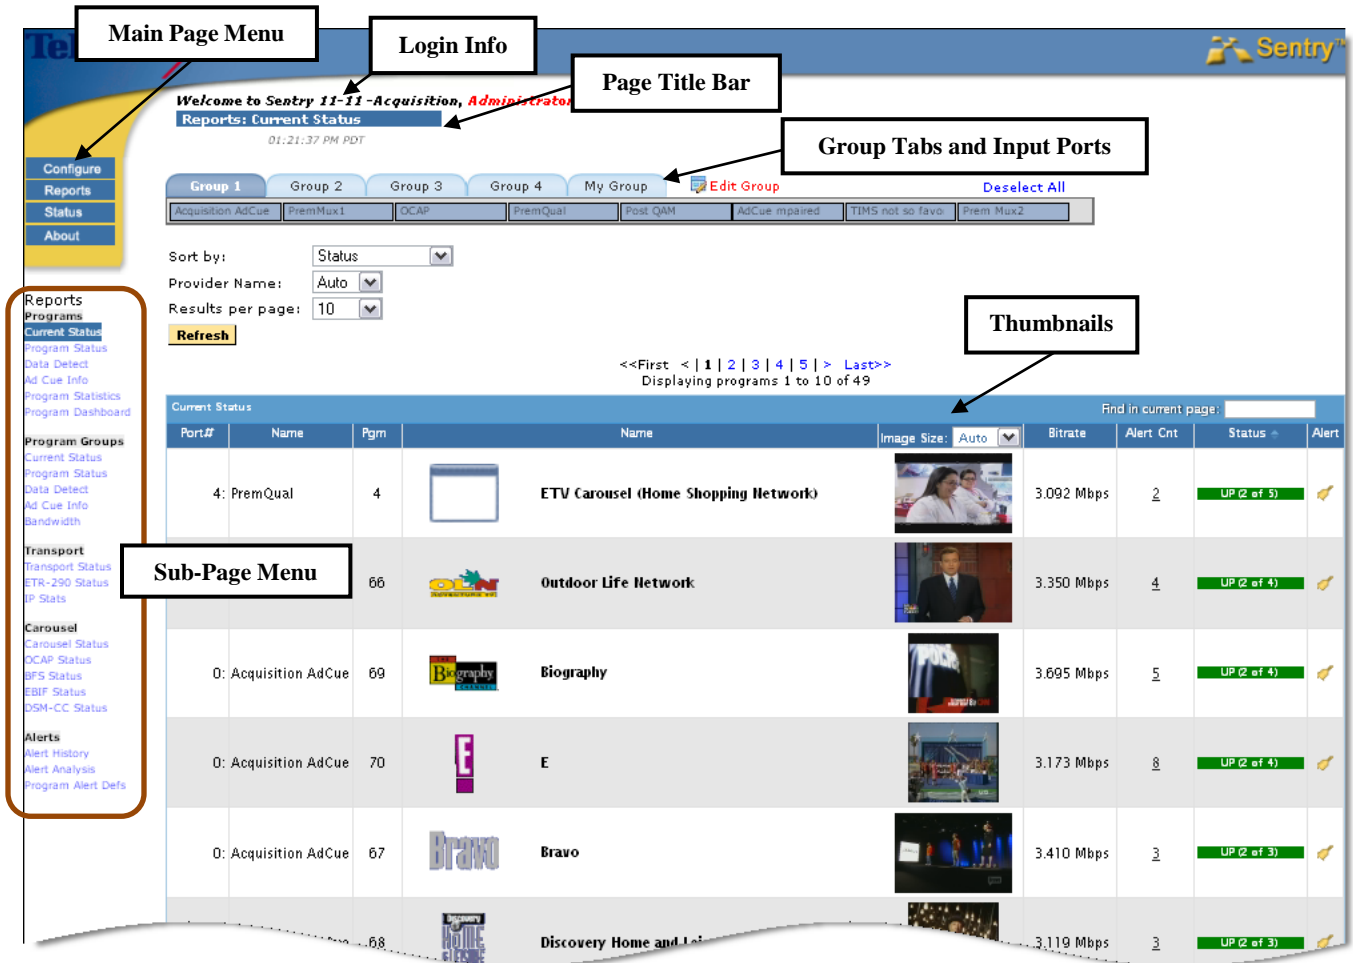 Main Page Menu
Login Info
Page Title Bar
Sentry™
Welcome to Sentry 11-11 -Acquisition, Administrator
Reports: Current Status
01:21:37 PM PDT
Group Tabs and Input Ports
Configure
Reports
Status
About
Group 1
Group 2
Group 3
Group 4
My Group
Edit Group
Deselect All
Acquisition AdCue
PremMux1
OCAP
PremQual
Post QAM
AdCue mpaired
TIMS not so favo
Prem Mux2
Sort by: Status
Provider Name: Auto
Results per page: 10
Refresh
Thumbnails
<<First < | 1 | 2 | 3 | 4 | 5 | > Last>>
Displaying programs 1 to 10 of 49
Reports
Programs
Current Status
Program Status
Data Detect
Ad Cue Info
Program Statistics
Program Dashboard
Program Groups
Current Status
Program Status
Data Detect
Ad Cue Info
Bandwidth
Transport
Transport Status
ETR-290 Status
IP Stats
Carousel
Carousel Status
OCAP Status
BFS Status
EBIF Status
DSM-CC Status
Alerts
Alert History
Alert Analysis
Program Alert Defs
Sub-Page Menu
Current Status
Find in current page:
Port# Name Pgm Name Image Size: Auto Bitrate Alert Cnt Status Alert
4: PremQual 4 ETV Carousel (Home Shopping Network) 3.092 Mbps 2 UP (2 of 5)
66 OLN Outdoor Life Network 3.350 Mbps 4 UP (2 of 4)
0: Acquisition AdCue 69 THE Biography CHANNEL Biography 3.695 Mbps 5 UP (2 of 4)
0: Acquisition AdCue 70 E! E 3.173 Mbps 8 UP (2 of 4)
0: Acquisition AdCue 67 Bravo Bravo 3.410 Mbps 3 UP (2 of 3)
68 Discovery HOME Discovery Home and 3.119 Mbps 3 UP (2 of 3)